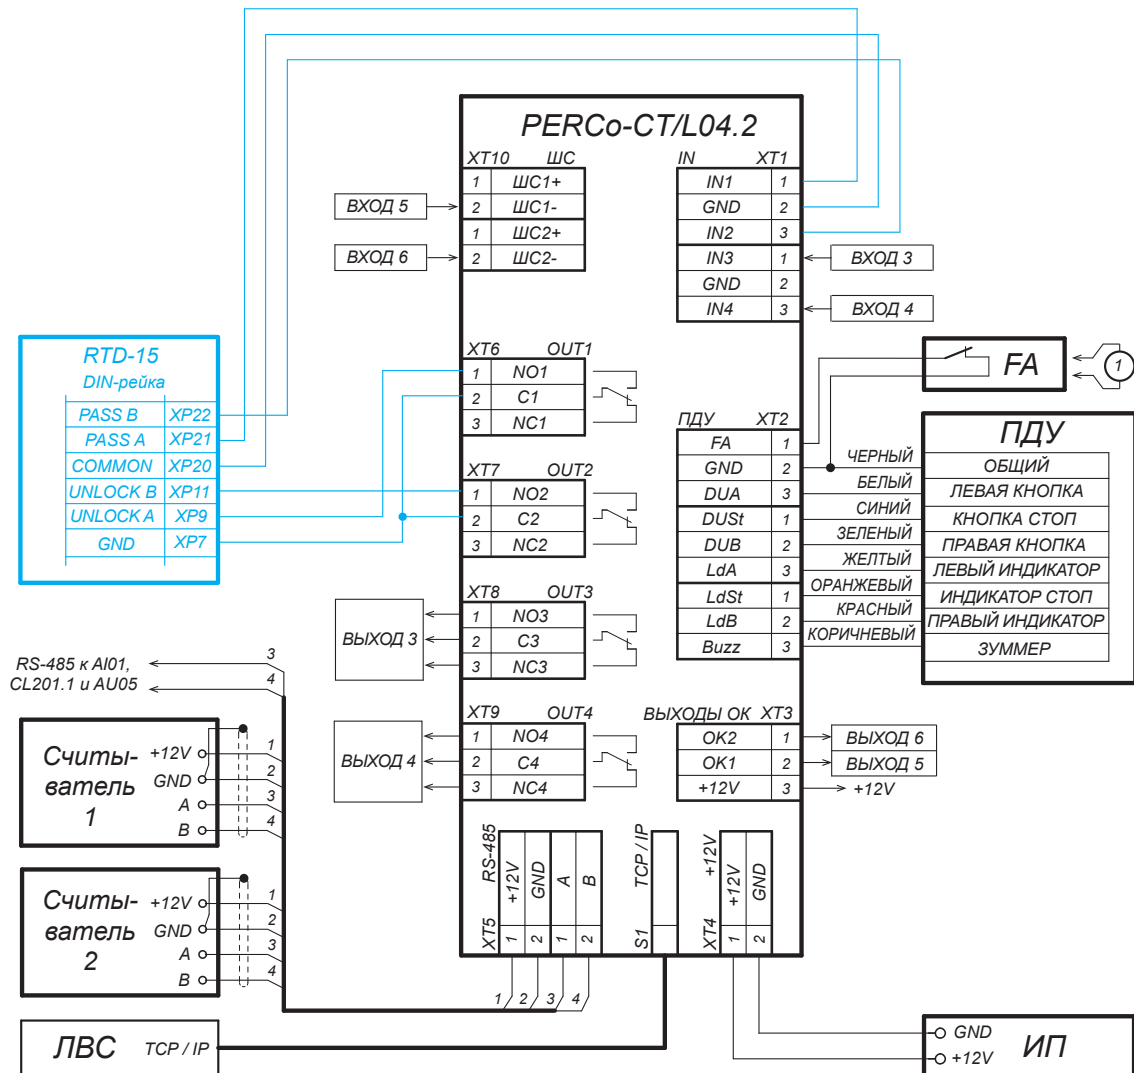 PERCo-CT/L04.2
XT10 ШС
1 ШС1+
2 ШС1-
1 ШС2+
2 ШС2-
ВХОД 5
ВХОД 6
IN XT1
IN1 1
GND 2
IN2 3
IN3 1
GND 2
IN4 3
ВХОД 3
ВХОД 4
RTD-15
DIN-рейка
PASS B XP22
PASS A XP21
COMMON XP20
UNLOCK B XP11
UNLOCK A XP9
GND XP7
XT6 OUT1
1 NO1
2 C1
3 NC1
XT7 OUT2
1 NO2
2 C2
3 NC2
XT8 OUT3
1 NO3
2 C3
3 NC3
ВЫХОД 3
XT9 OUT4
1 NO4
2 C4
3 NC4
ВЫХОД 4
FA
1
ПДУ XT2
FA 1
GND 2
DUA 3
DUSt 1
DUB 2
LdA 3
LdSt 1
LdB 2
Buzz 3
ЧЕРНЫЙ
БЕЛЫЙ
СИНИЙ
ЗЕЛЕНЫЙ
ЖЕЛТЫЙ
ОРАНЖЕВЫЙ
КРАСНЫЙ
КОРИЧНЕВЫЙ
ПДУ
ОБЩИЙ
ЛЕВАЯ КНОПКА
КНОПКА СТОП
ПРАВАЯ КНОПКА
ЛЕВЫЙ ИНДИКАТОР
ИНДИКАТОР СТОП
ПРАВЫЙ ИНДИКАТОР
ЗУММЕР
ВЫХОДЫ ОК XT3
OK2 1
OK1 2
+12V 3
ВЫХОД 6
ВЫХОД 5
+12V
RS-485 к AI01,
CL201.1 и AU05
3
4
Считы-
ватель
1
+12V 1
GND 2
A 3
B 4
Считы-
ватель
2
+12V 1
GND 2
A 3
B 4
XT5 RS-485
1 +12V
2 GND
1 A
2 B
1 2 3 4
S1 TCP / IP
XT4 +12V
1 +12V
2 GND
ЛВС TCP / IP
ИП
GND
+12V